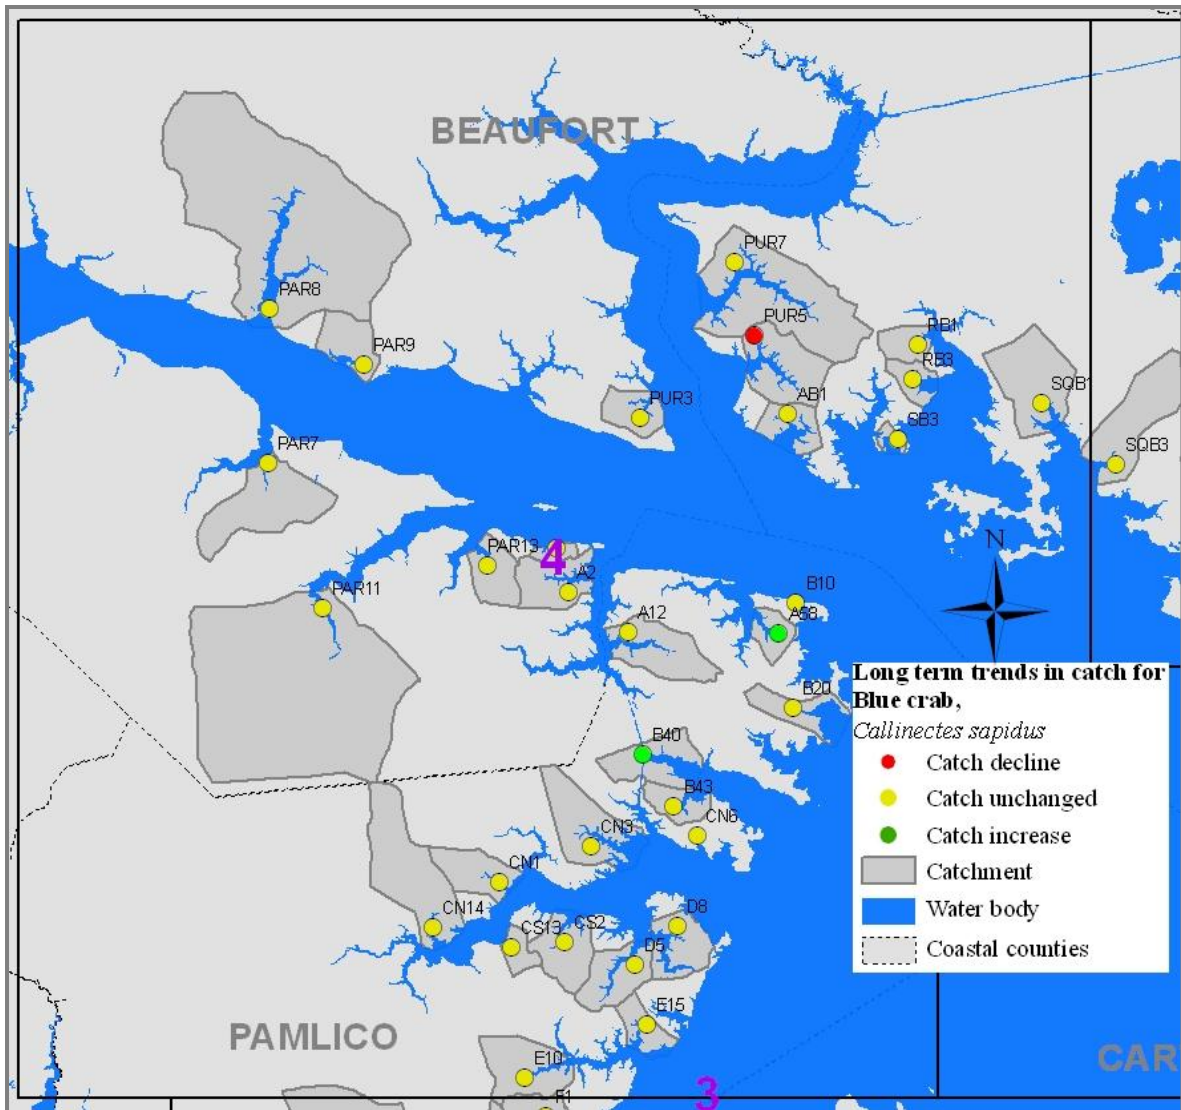 BEAUFORT
PUR7
PAR8
PUR5
RB1
PAR9
RB3
SQB1
PUR3
AB1
SB3
PAR7
SQB3
N
PAR13
4
A2
PAR11
B10
A12
A58
Long term trends in catch for
Blue crab,
Callinectes sapidus
Catch decline
Catch unchanged
Catch increase
Catchment
Water body
Coastal counties
B20
B40
B43
CN3
CN6
CN1
CN14
CS13
CS2
D8
D5
E15
PAMLICO
E10
CAR
3
F1